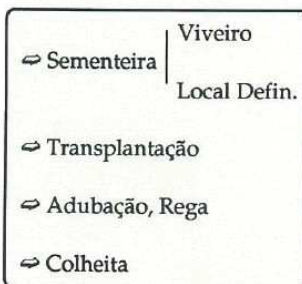 Viveiro
⇨ Sementeira
Local Defin.
⇨ Transplantação
⇨ Adubação, Rega
⇨ Colheita